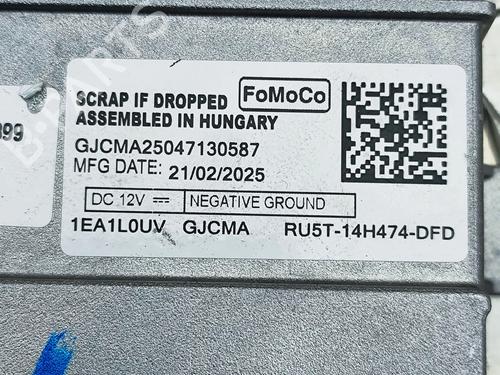 SCRAP IF DROPPED FoMoCo
ASSEMBLED IN HUNGARY
GJCMA25047130587
MFG DATE: 21/02/2025
DC 12V ⎓ NEGATIVE GROUND
1EA1L0UV GJCMA RU5T-14H474-DFD
899